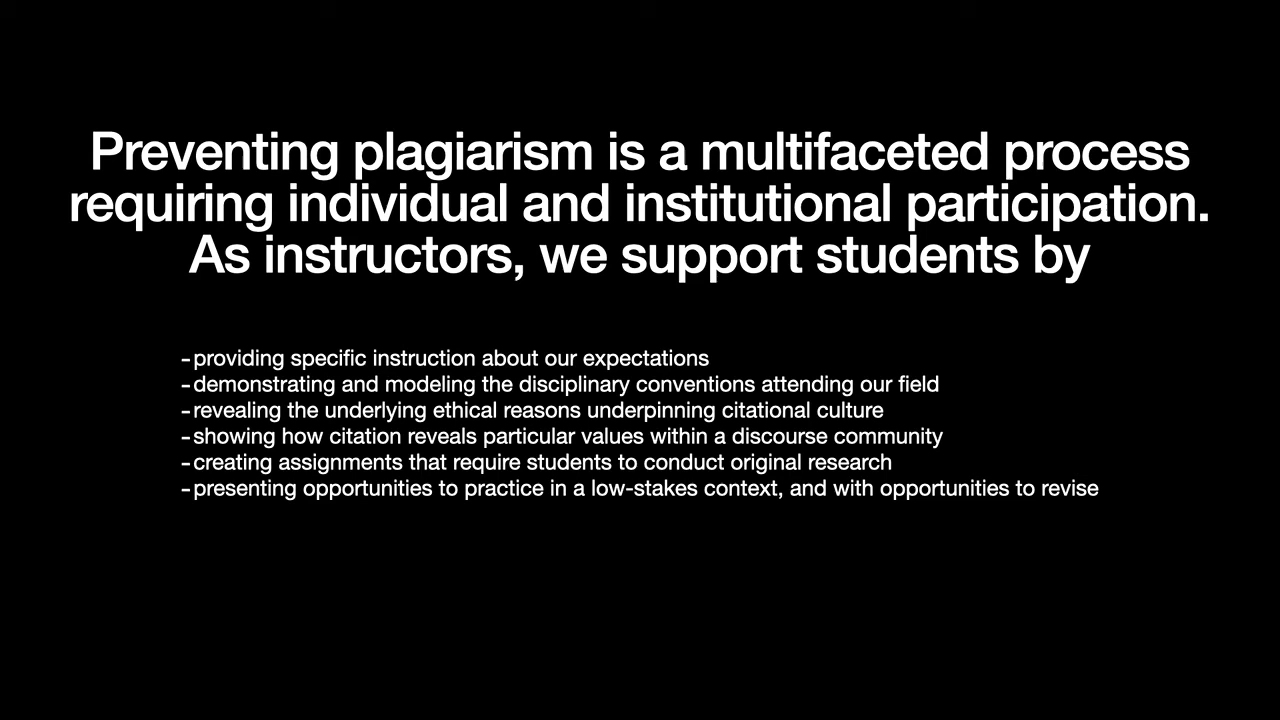 Preventing plagiarism is a multifaceted process
requiring individual and institutional participation.
As instructors, we support students by
-providing specific instruction about our expectations
-demonstrating and modeling the disciplinary conventions attending our field
-revealing the underlying ethical reasons underpinning citational culture
-showing how citation reveals particular values within a discourse community
-creating assignments that require students to conduct original research
-presenting opportunities to practice in a low-stakes context, and with opportunities to revise